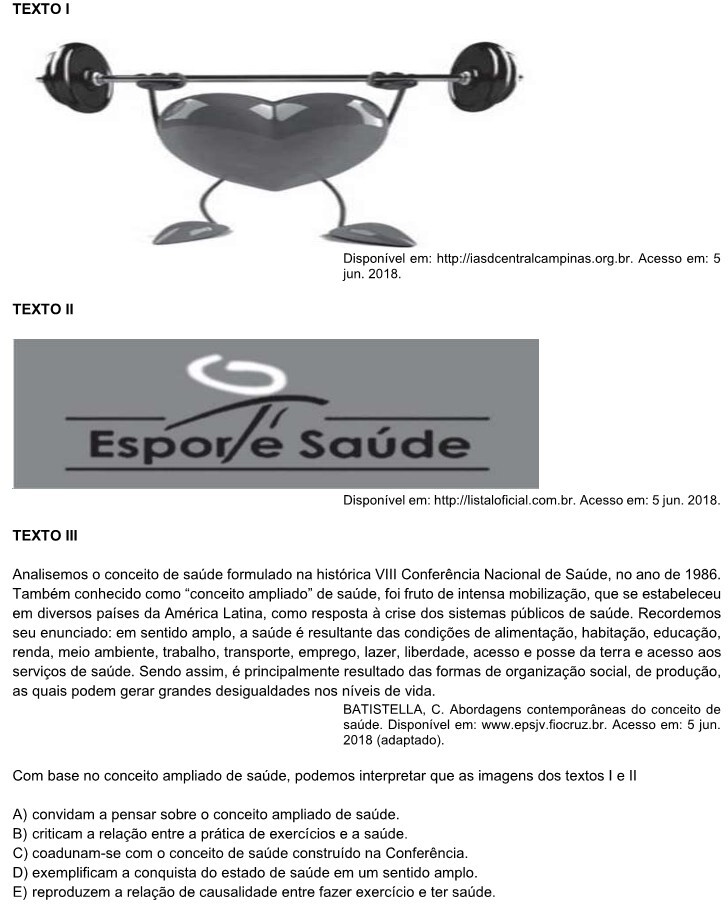 TEXTO I
Disponível em: http://iasdcentralcampinas.org.br. Acesso em: 5
jun. 2018.
TEXTO II
Esporte Saúde
Disponível em: http://listaloficial.com.br. Acesso em: 5 jun. 2018.
TEXTO III
Analisemos o conceito de saúde formulado na histórica VIII Conferência Nacional de Saúde, no ano de 1986.
Também conhecido como “conceito ampliado” de saúde, foi fruto de intensa mobilização, que se estabeleceu
em diversos países da América Latina, como resposta à crise dos sistemas públicos de saúde. Recordemos
seu enunciado: em sentido amplo, a saúde é resultante das condições de alimentação, habitação, educação,
renda, meio ambiente, trabalho, transporte, emprego, lazer, liberdade, acesso e posse da terra e acesso aos
serviços de saúde. Sendo assim, é principalmente resultado das formas de organização social, de produção,
as quais podem gerar grandes desigualdades nos níveis de vida.
BATISTELLA, C. Abordagens contemporâneas do conceito de
saúde. Disponível em: www.epsjv.fiocruz.br. Acesso em: 5 jun.
2018 (adaptado).
Com base no conceito ampliado de saúde, podemos interpretar que as imagens dos textos I e II
A) convidam a pensar sobre o conceito ampliado de saúde.
B) criticam a relação entre a prática de exercícios e a saúde.
C) coadunam-se com o conceito de saúde construído na Conferência.
D) exemplificam a conquista do estado de saúde em um sentido amplo.
E) reproduzem a relação de causalidade entre fazer exercício e ter saúde.